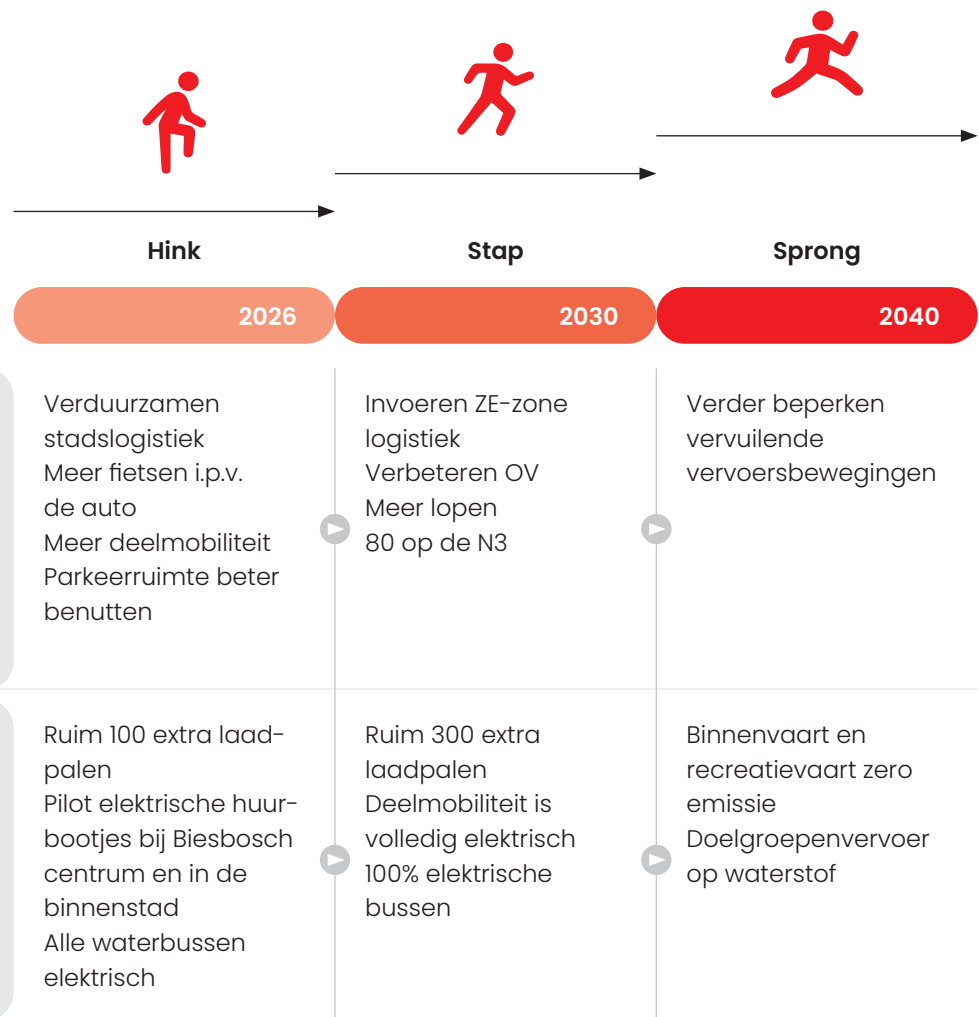 Hink
Stap
Sprong
2026
2030
2040
Verduurzamen
stadslogistiek
Meer fietsen i.p.v.
de auto
Meer deelmobiliteit
Parkeerruimte beter
benutten
Invoeren ZE-zone
logistiek
Verbeteren OV
Meer lopen
80 op de N3
Verder beperken
vervuilende
vervoersbewegingen
Ruim 100 extra laad-
palen
Pilot elektrische huur-
bootjes bij Biesbosch
centrum en in de
binnenstad
Alle waterbussen
elektrisch
Ruim 300 extra
laadpalen
Deelmobiliteit is
volledig elektrisch
100% elektrische
bussen
Binnenvaart en
recreatievaart zero
emissie
Doelgroepenvervoer
op waterstof